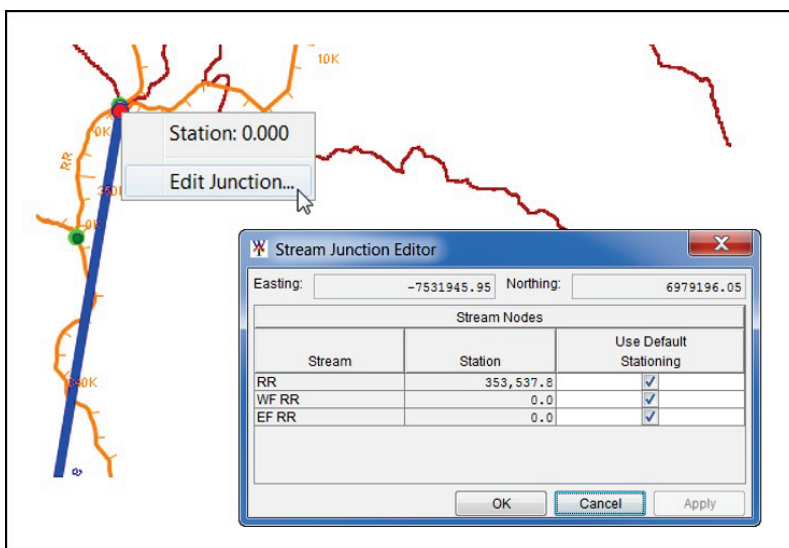 10K
0K
RR
350K
0K
340K
Station: 0.000
Edit Junction...
Stream Junction Editor
Easting: -7531945.95 Northing: 6979196.05
Stream Nodes
Stream Station Use Default Stationing
RR 353,537.8
WF RR 0.0
EF RR 0.0
OK Cancel Apply